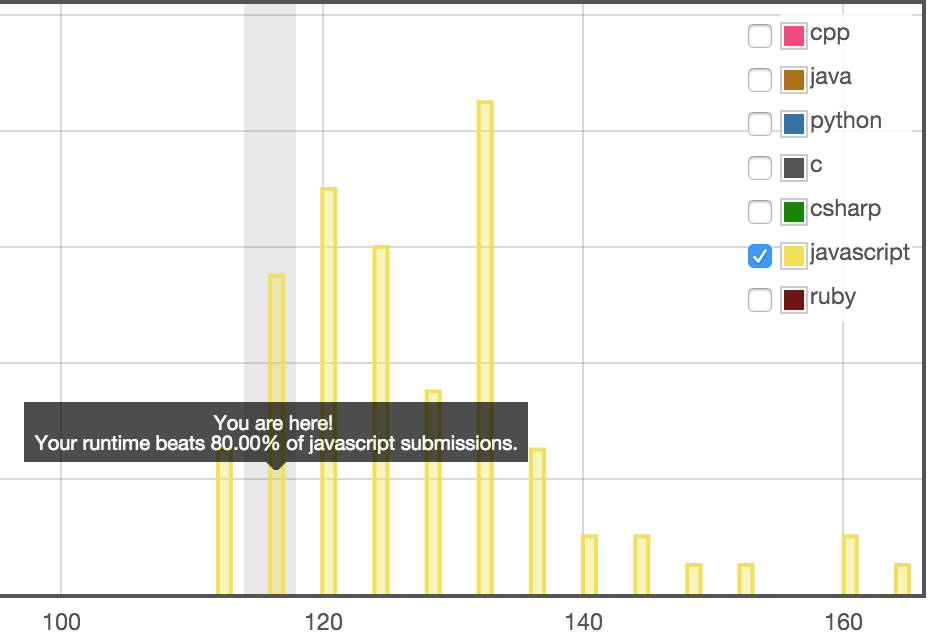 cpp
java
python
c
csharp
javascript
ruby
You are here!
Your runtime beats 80.00% of javascript submissions.
100 120 140 160